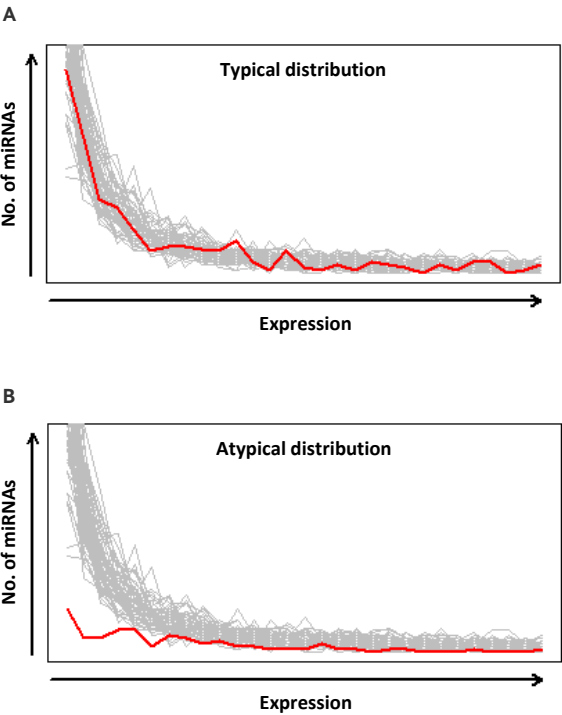 A
Typical distribution
No. of miRNAs
Expression
B
Atypical distribution
No. of miRNAs
Expression